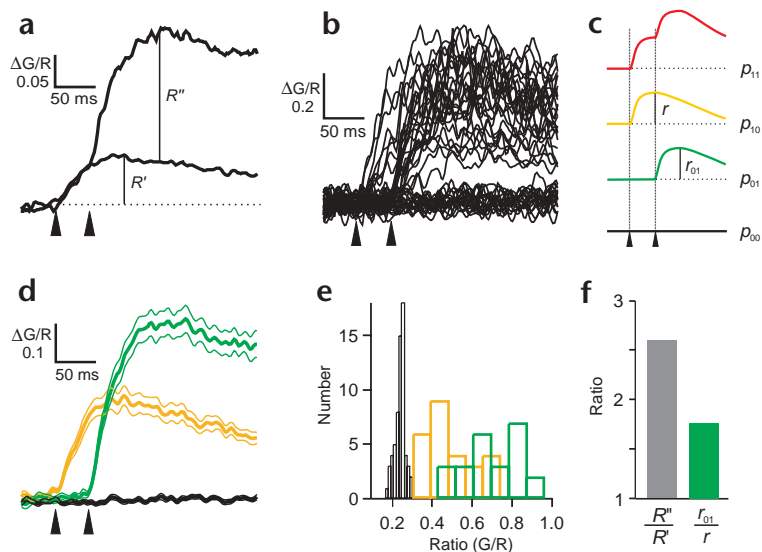 a
ΔG/R
0.05
50 ms
R"
R'
b
ΔG/R
0.2
50 ms
c
p11
r
p10
r01
p01
p00
d
ΔG/R
0.1
50 ms
e
Number
15
10
5
0
0.2 0.4 0.6 0.8 1.0
Ratio (G/R)
f
Ratio
3
2
1
R" r01
R' r